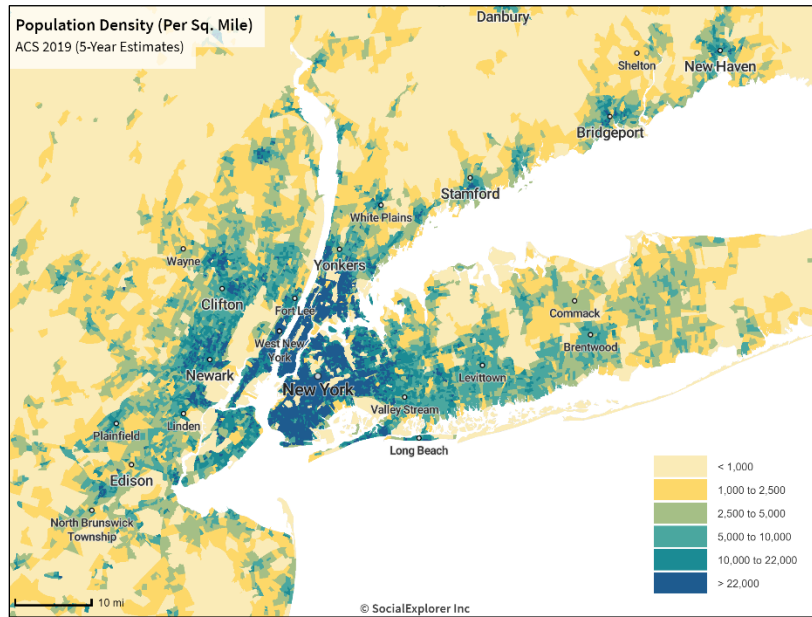 Population Density (Per Sq. Mile)
ACS 2019 (5-Year Estimates)
Danbury
Shelton
New Haven
Bridgeport
Stamford
White Plains
Wayne
Yonkers
Clifton
Fort Lee
Commack
West New
York
Brentwood
Newark
Levittown
New York
Valley Stream
Linden
Plainfield
Long Beach
Edison
North Brunswick
Township
< 1,000
1,000 to 2,500
2,500 to 5,000
5,000 to 10,000
10,000 to 22,000
> 22,000
10 mi
© SocialExplorer Inc